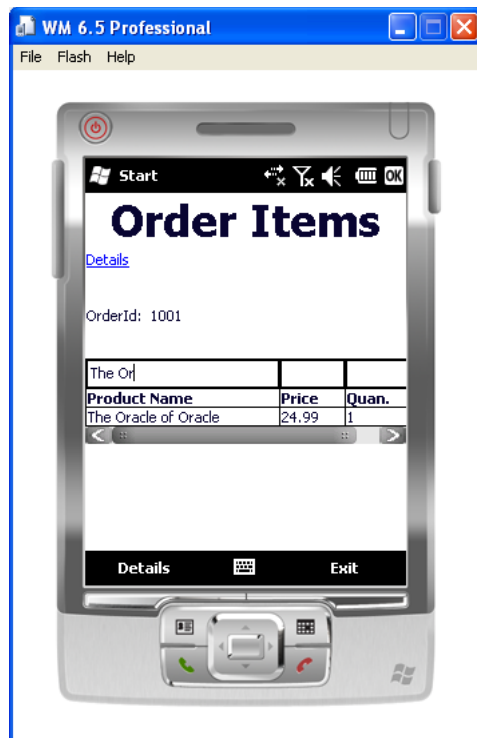 WM 6.5 Professional
File Flash Help
Start OK
Order Items
Details
OrderId: 1001
The Or
Product Name Price Quan.
The Oracle of Oracle 24.99 1
Details Exit